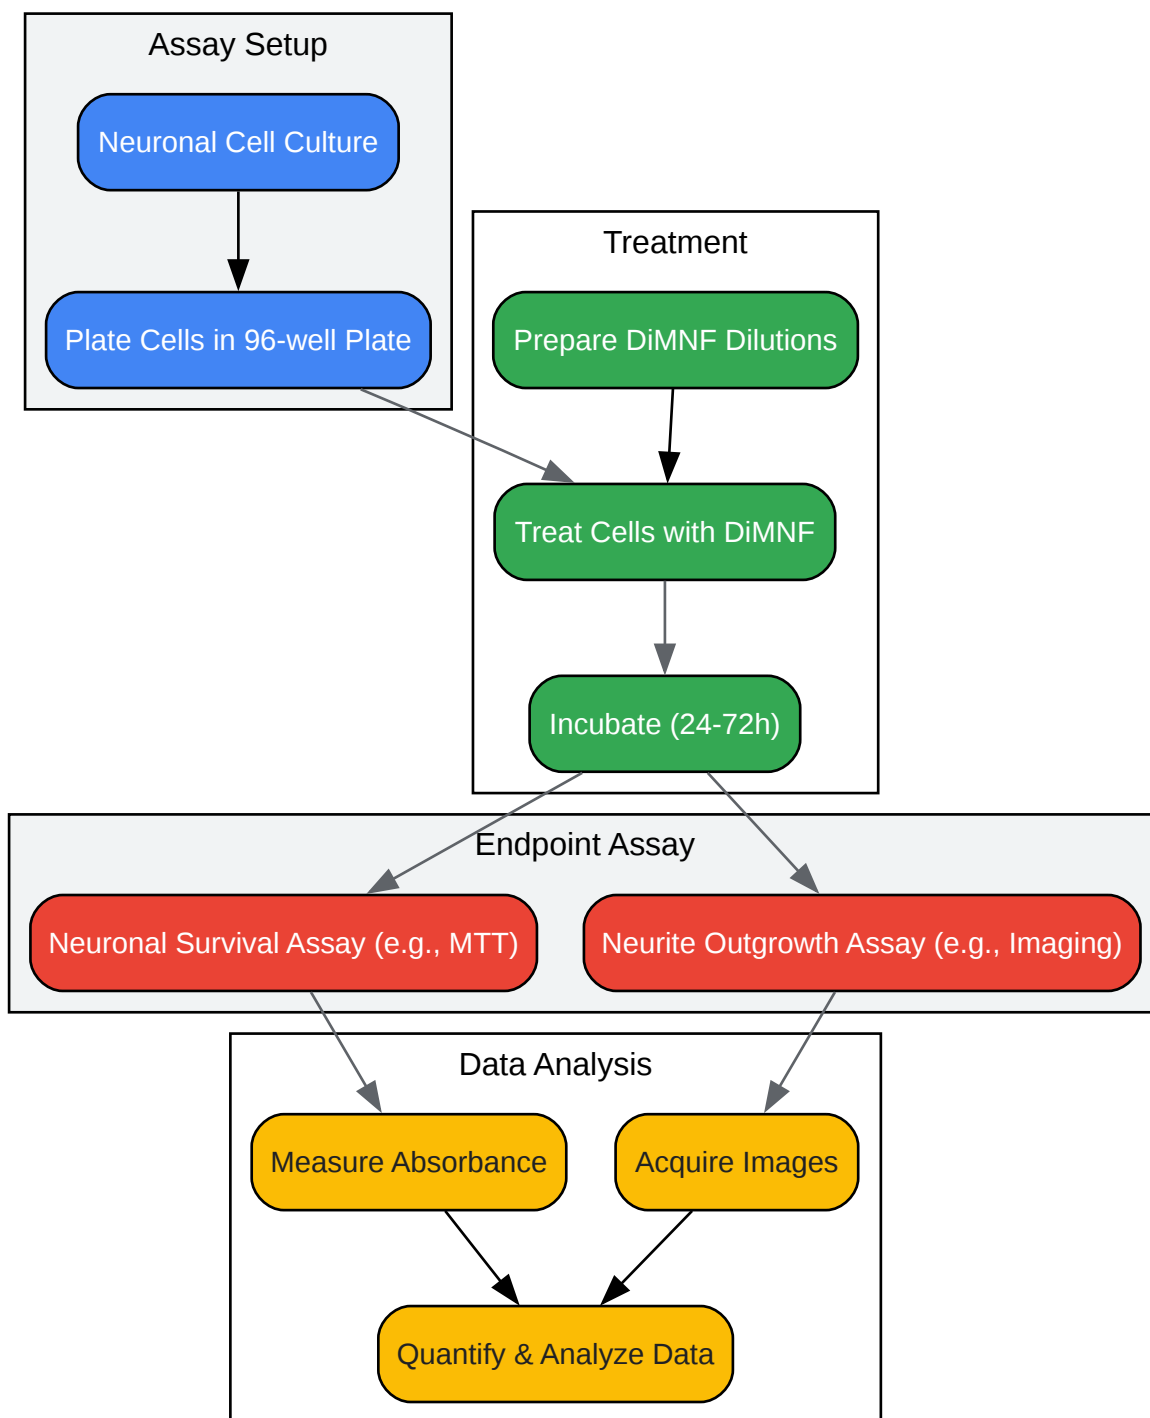 Assay Setup
Neuronal Cell Culture
Plate Cells in 96-well Plate
Treatment
Prepare DiMNF Dilutions
Treat Cells with DiMNF
Incubate (24-72h)
Endpoint Assay
Neuronal Survival Assay (e.g., MTT)
Neurite Outgrowth Assay (e.g., Imaging)
Data Analysis
Measure Absorbance
Acquire Images
Quantify & Analyze Data